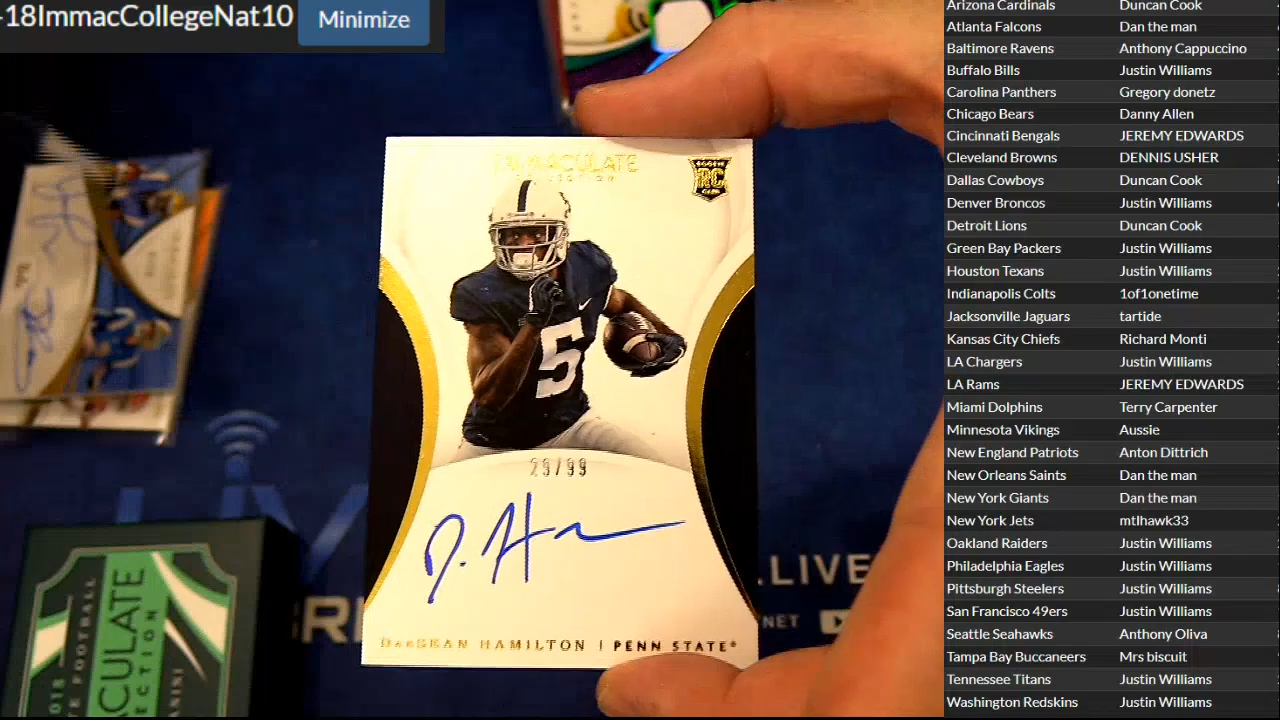 -18ImmacCollegeNat10
Minimize
IMMACULATE
COLLECTION
RC
5
29/99
D. H
DAESEAN HAMILTON | PENN STATE®
LIVE
NET
Arizona Cardinals Duncan Cook
Atlanta Falcons Dan the man
Baltimore Ravens Anthony Cappuccino
Buffalo Bills Justin Williams
Carolina Panthers Gregory donetz
Chicago Bears Danny Allen
Cincinnati Bengals JEREMY EDWARDS
Cleveland Browns DENNIS USHER
Dallas Cowboys Duncan Cook
Denver Broncos Justin Williams
Detroit Lions Duncan Cook
Green Bay Packers Justin Williams
Houston Texans Justin Williams
Indianapolis Colts 1of1onetime
Jacksonville Jaguars tartide
Kansas City Chiefs Richard Monti
LA Chargers Justin Williams
LA Rams JEREMY EDWARDS
Miami Dolphins Terry Carpenter
Minnesota Vikings Aussie
New England Patriots Anton Dittrich
New Orleans Saints Dan the man
New York Giants Dan the man
New York Jets mtlhawk33
Oakland Raiders Justin Williams
Philadelphia Eagles Justin Williams
Pittsburgh Steelers Justin Williams
San Francisco 49ers Justin Williams
Seattle Seahawks Anthony Oliva
Tampa Bay Buccaneers Mrs biscuit
Tennessee Titans Justin Williams
Washington Redskins Justin Williams